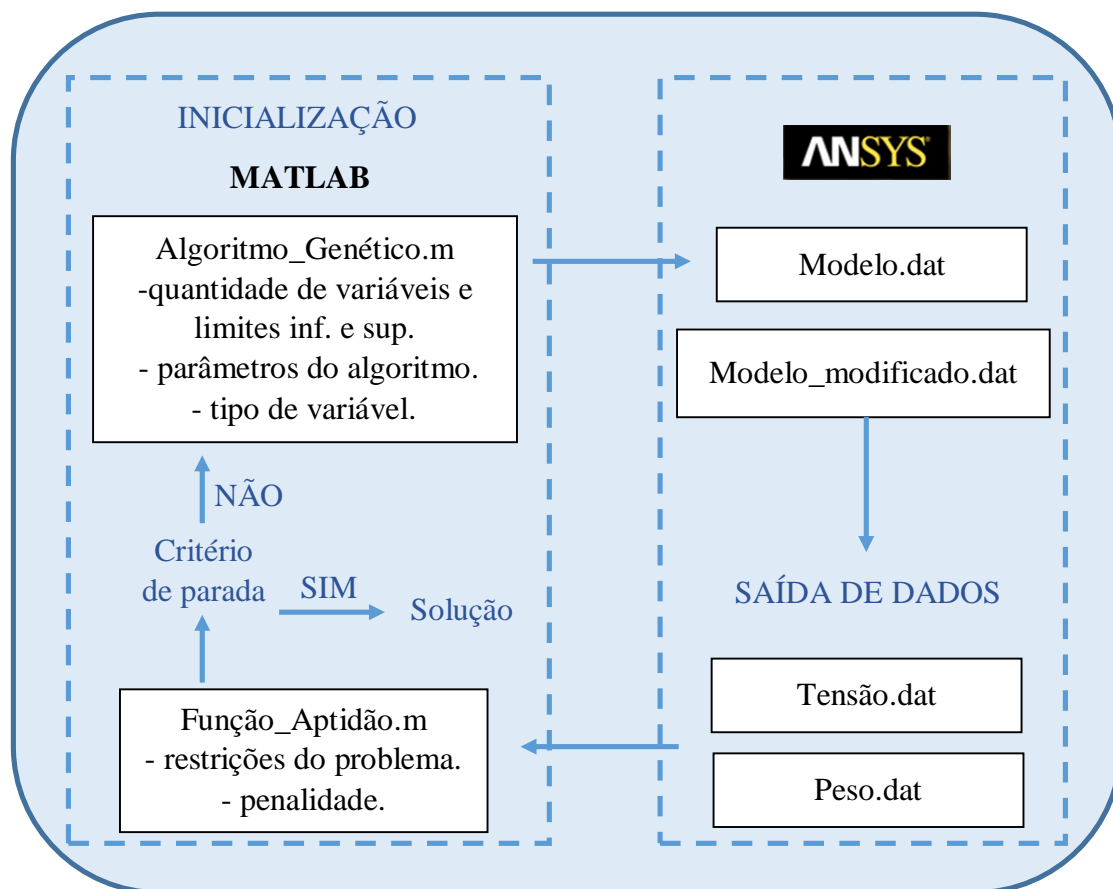 INICIALIZAÇÃO
MATLAB
Algoritmo_Genético.m
-quantidade de variáveis e
limites inf. e sup.
- parâmetros do algoritmo.
- tipo de variável.
NÃO
Critério
de parada
SIM
Solução
Função_Aptidão.m
- restrições do problema.
- penalidade.
ANSYS®
Modelo.dat
Modelo_modificado.dat
SAÍDA DE DADOS
Tensão.dat
Peso.dat